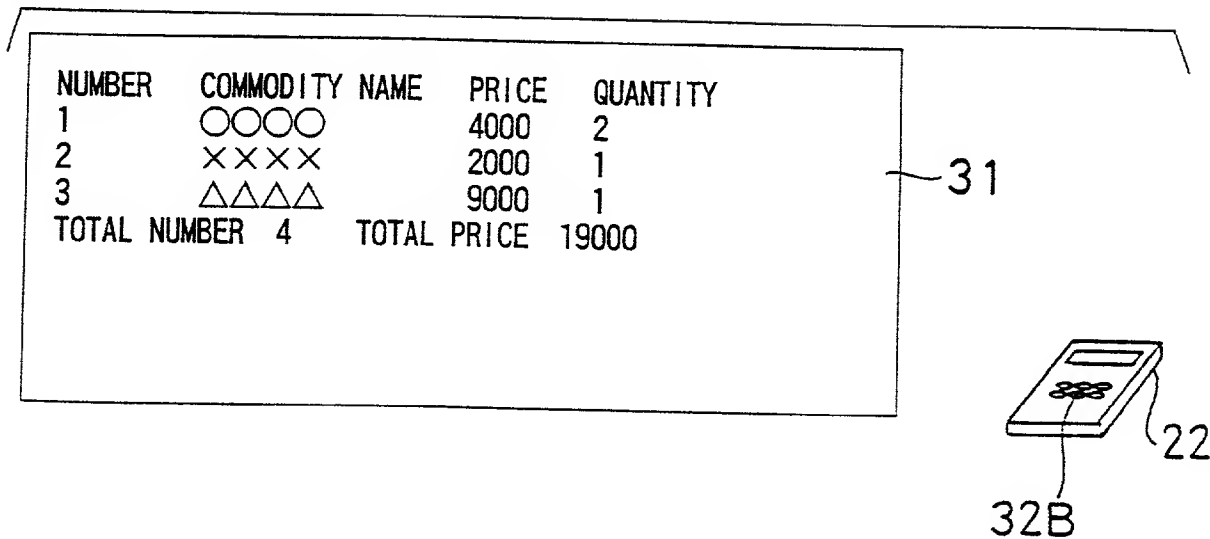 NUMBER COMMODITY NAME PRICE QUANTITY
1 ○○○○ 4000 2
2 ×××× 2000 1
3 △△△△ 9000 1
TOTAL NUMBER 4 TOTAL PRICE 19000
31
22
32B